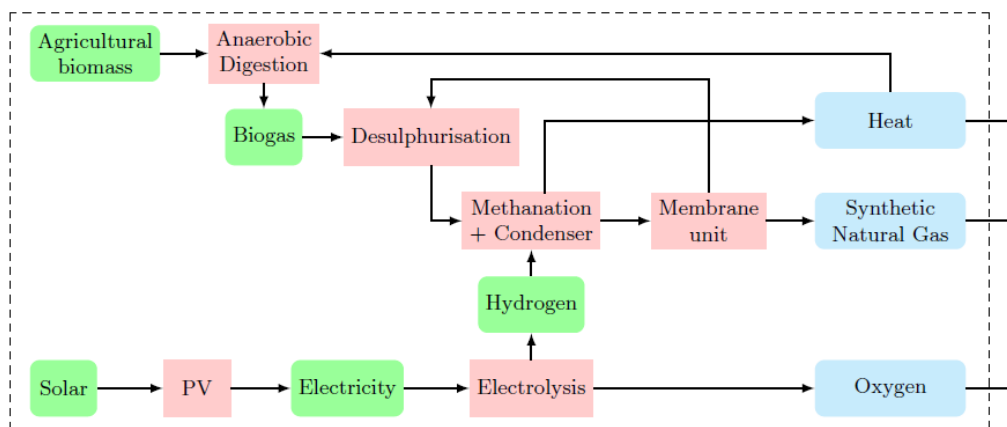 Agricultural
biomass
Anaerobic
Digestion
Biogas
Desulphurisation
Heat
Methanation
+ Condenser
Membrane
unit
Synthetic
Natural Gas
Hydrogen
Solar
PV
Electricity
Electrolysis
Oxygen